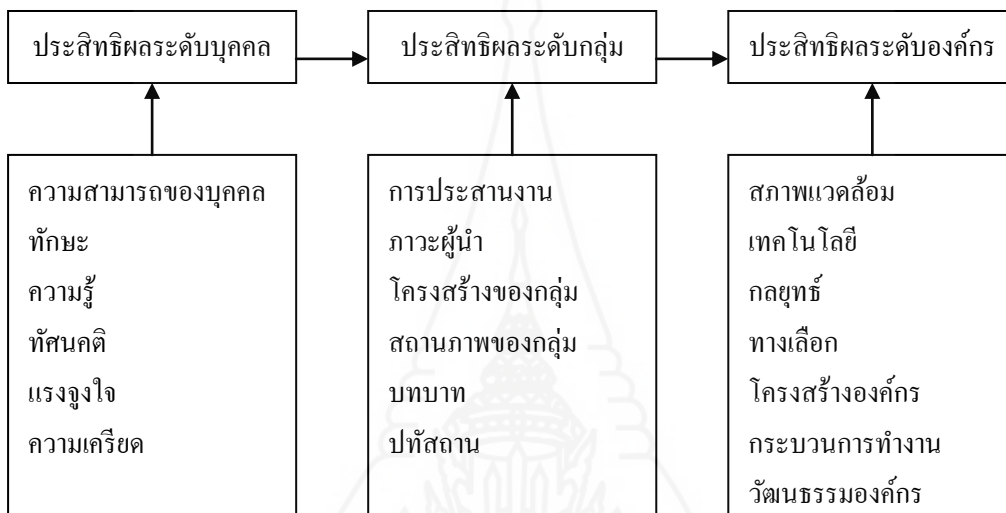 ประสิทธิผลระดับบุคคล
ประสิทธิผลระดับกลุ่ม
ประสิทธิผลระดับองค์กร
ความสามารถของบุคคล
ทักษะ
ความรู้
ทัศนคติ
แรงจูงใจ
ความเครียด
การประสานงาน
ภาวะผู้นำ
โครงสร้างของกลุ่ม
สถานภาพของกลุ่ม
บทบาท
ปทัสถาน
สภาพแวดล้อม
เทคโนโลยี
กลยุทธ์
ทางเลือก
โครงสร้างองค์กร
กระบวนการทำงาน
วัฒนธรรมองค์กร